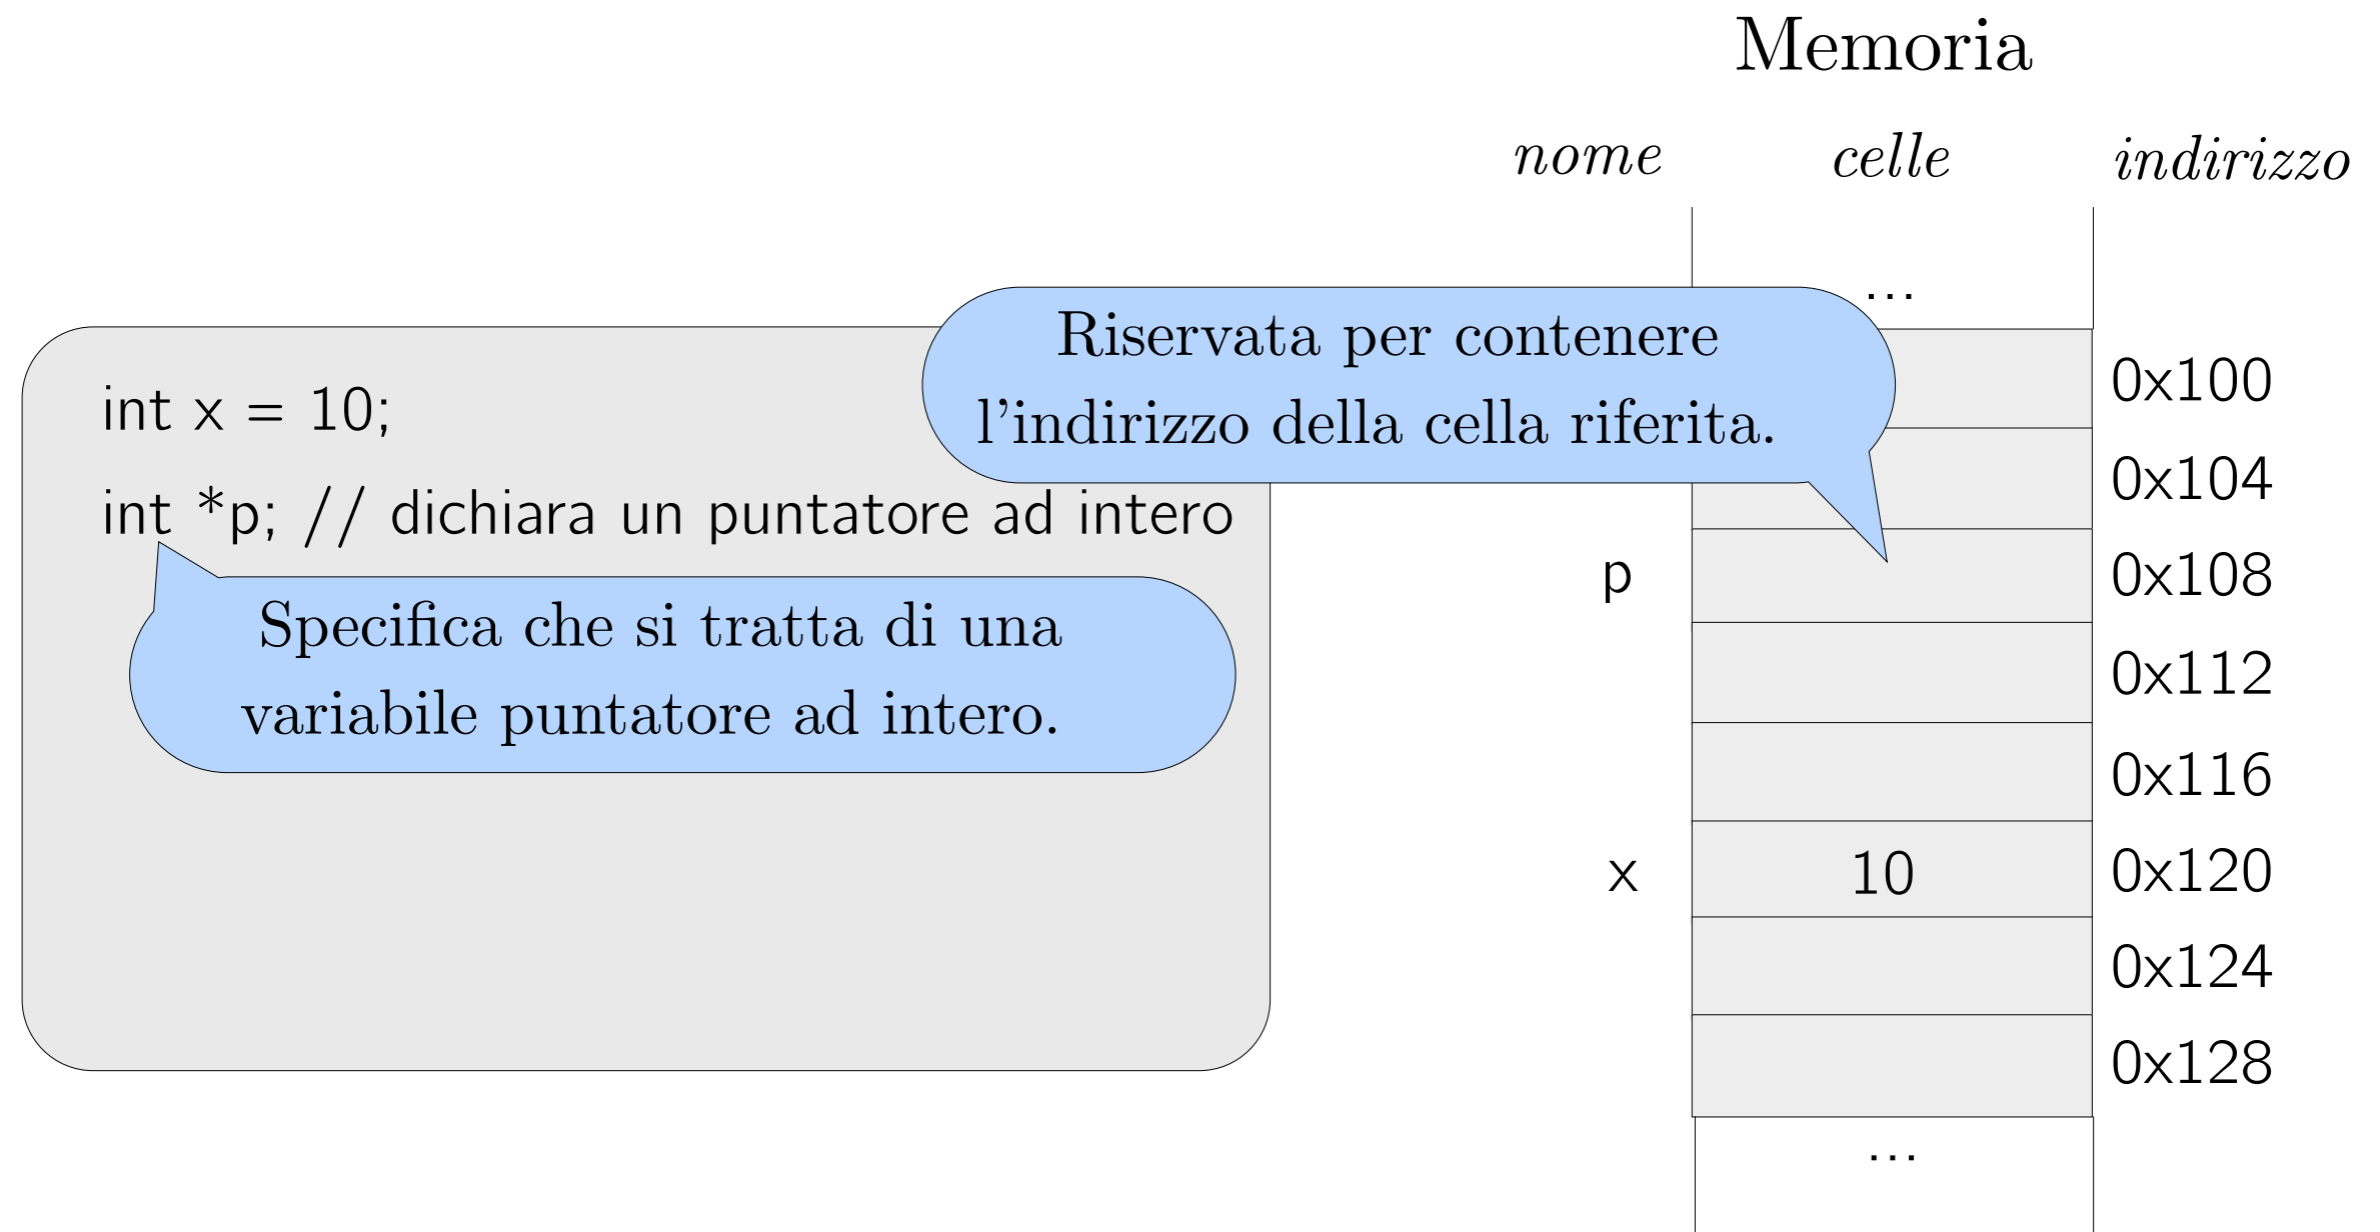 Memoria
nome celle indirizzo
...
Riservata per contenere
l'indirizzo della cella riferita.
int x = 10;
int *p; // dichiara un puntatore ad intero
Specifica che si tratta di una
variabile puntatore ad intero.
0x100
0x104
p 0x108
0x112
0x116
x 10 0x120
0x124
0x128
...